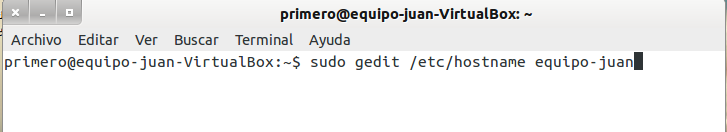 primero@equipo-juan-VirtualBox: ~
Archivo Editar Ver Buscar Terminal Ayuda
primero@equipo-juan-VirtualBox:~$ sudo gedit /etc/hostname equipo-juan